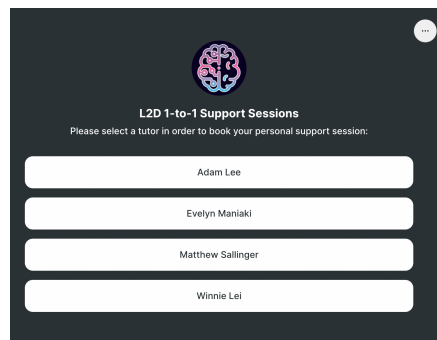 L2D 1-to-1 Support Sessions
Please select a tutor in order to book your personal support session:
Adam Lee
Evelyn Maniaki
Matthew Sallinger
Winnie Lei